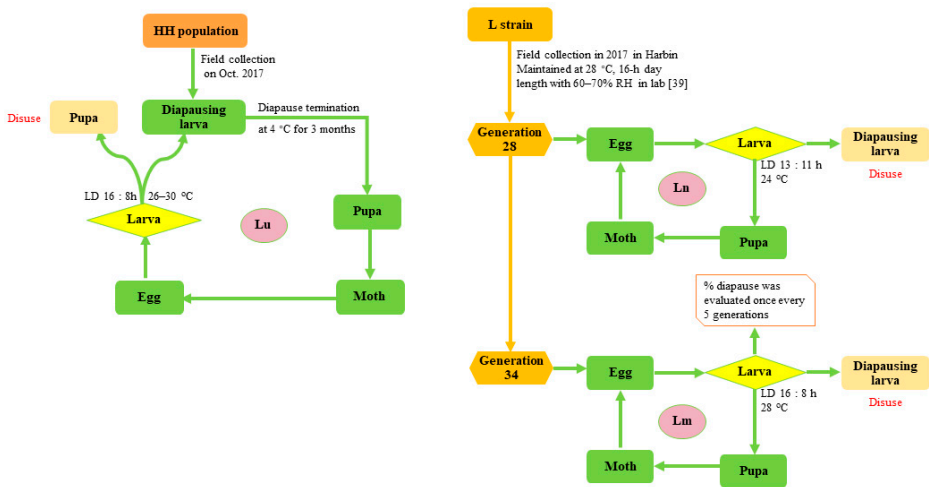 HH population
Field collection
on Oct. 2017
Disuse
Pupa
Diapausing
larva
Diapause termination
at 4 °C for 3 months
LD 16 : 8h
26–30 °C
Larva
Lu
Pupa
Egg
Moth
L strain
Field collection in 2017 in Harbin
Maintained at 28 °C, 16-h day
length with 60–70% RH in lab [39]
Generation
28
Egg
Larva
Diapausing
larva
Disuse
LD 13 : 11 h
24 °C
Ln
Moth
Pupa
% diapause was
evaluated once every
5 generations
Generation
34
Egg
Larva
Diapausing
larva
Disuse
LD 16 : 8 h
28 °C
Lm
Moth
Pupa